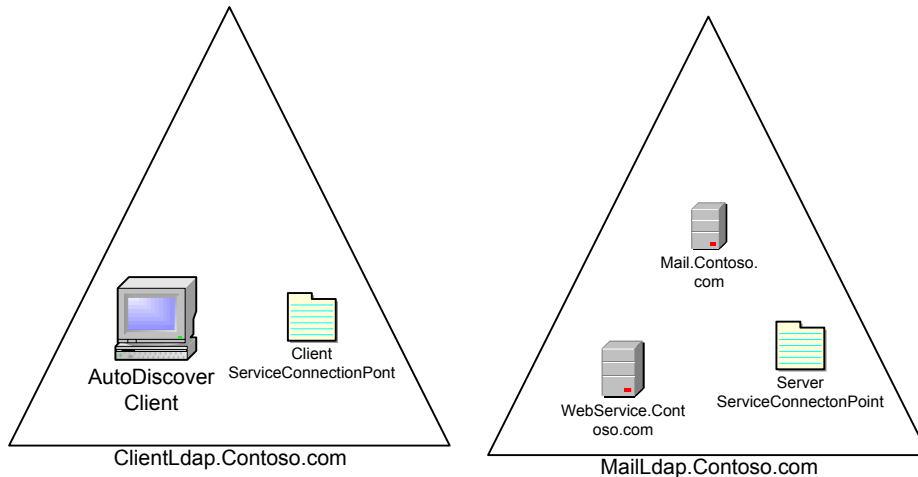 AutoDiscover
Client
Client
ServiceConnectionPont
ClientLdap.Contoso.com
Mail.Contoso.
com
WebService.Cont
oso.com
Server
ServiceConnectonPoint
MailLdap.Contoso.com